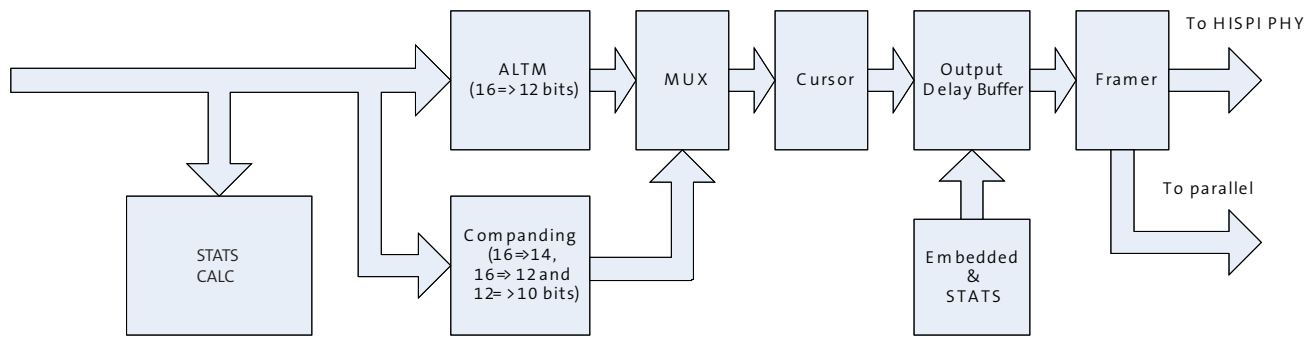 To HISPI PHY
ALTM
(16=>12 bits)
MUX
Cursor
Output
Delay Buffer
Framer
To parallel
STATS
CALC
Companding
(16=>14,
16=>12 and
12=>10 bits)
Embedded
&
STATS